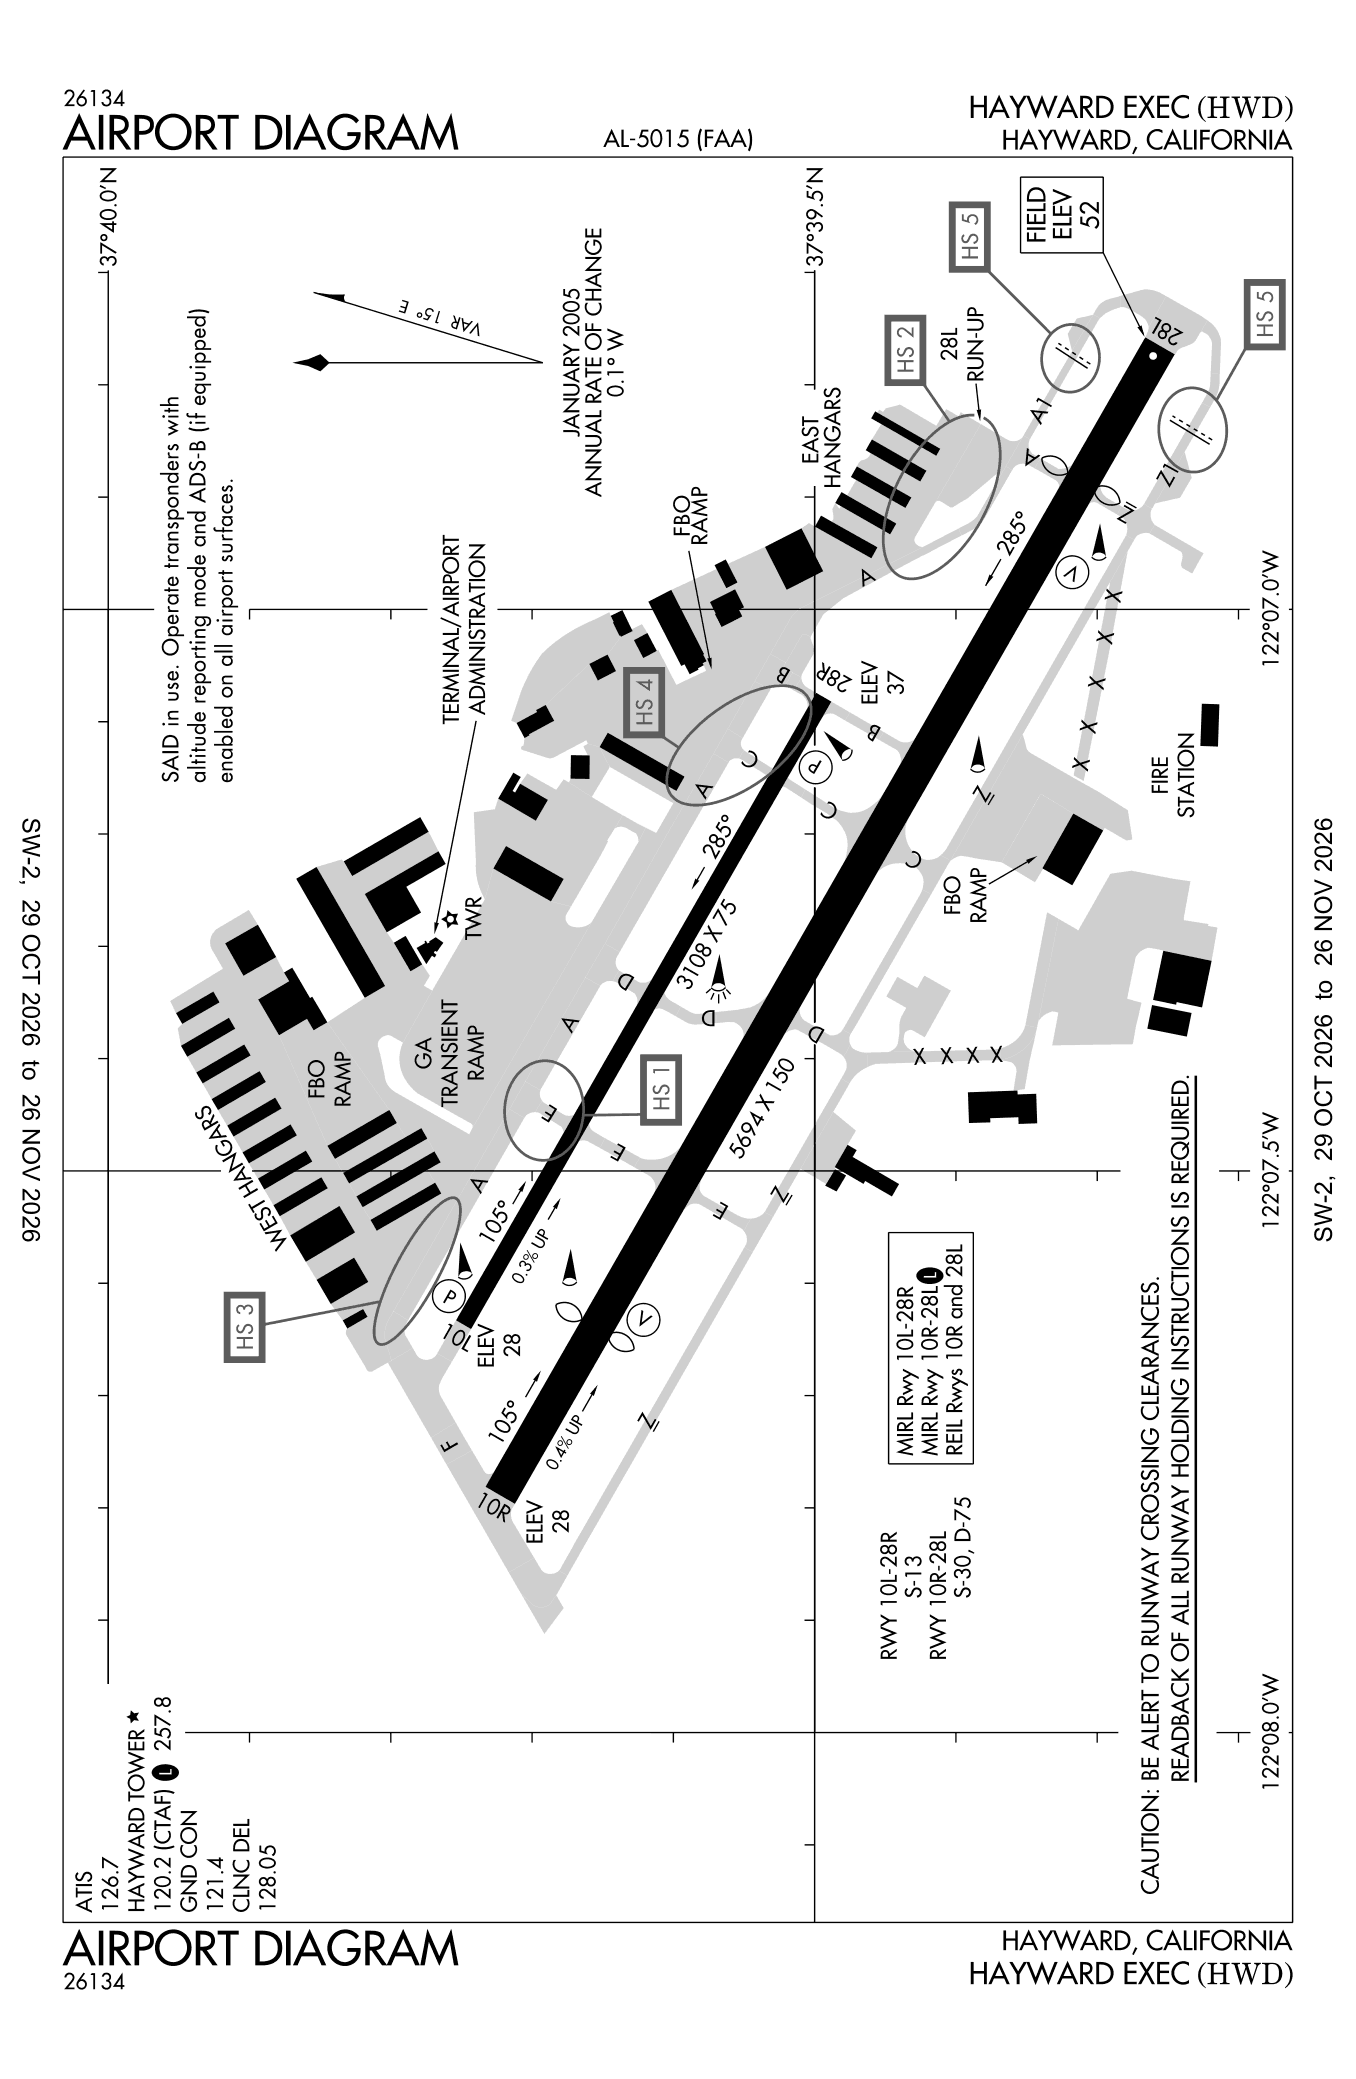 26134
AIRPORT DIAGRAM
AL-5015 (FAA)
HAYWARD EXEC (HWD)
HAYWARD, CALIFORNIA
37°40.0'N
37°39.5'N
SAID in use. Operate transponders with
altitude reporting mode and ADS-B (if equipped)
enabled on all airport surfaces.
VAR 15° E
JANUARY 2005
ANNUAL RATE OF CHANGE
0.1° W
FIELD
ELEV
52
HS 5
HS 5
HS 2
28L
RUN-UP
EAST
HANGARS
FBO
RAMP
TERMINAL/AIRPORT
ADMINISTRATION
28L
A1
A
Z1
Z
285°
V
A
122°07.0'W
HS 4
B
28R
ELEV
37
B
C
P
A
C
X
X
X
X
X
Z
FIRE
STATION
285°
C
FBO
RAMP
TWR
3108 X 75
D
D
D
A
GA
TRANSIENT
RAMP
FBO
RAMP
X X X X
HS 1
E
E
5694 X 150
WEST HANGARS
A
Z
E
122°07.5'W
105°
0.3% UP
HS 3
P
10L
ELEV
28
V
105°
0.4% UP
Z
F
10R
ELEV
28
MIRL Rwy 10L-28R
MIRL Rwy 10R-28L L
REIL Rwys 10R and 28L
RWY 10L-28R
S-13
RWY 10R-28L
S-30, D-75
CAUTION: BE ALERT TO RUNWAY CROSSING CLEARANCES.
READBACK OF ALL RUNWAY HOLDING INSTRUCTIONS IS REQUIRED.
122°08.0'W
ATIS
126.7
HAYWARD TOWER ★
120.2 (CTAF) L 257.8
GND CON
121.4
CLNC DEL
128.05
SW-2, 29 OCT 2026 to 26 NOV 2026
SW-2, 29 OCT 2026 to 26 NOV 2026
AIRPORT DIAGRAM
26134
HAYWARD, CALIFORNIA
HAYWARD EXEC (HWD)